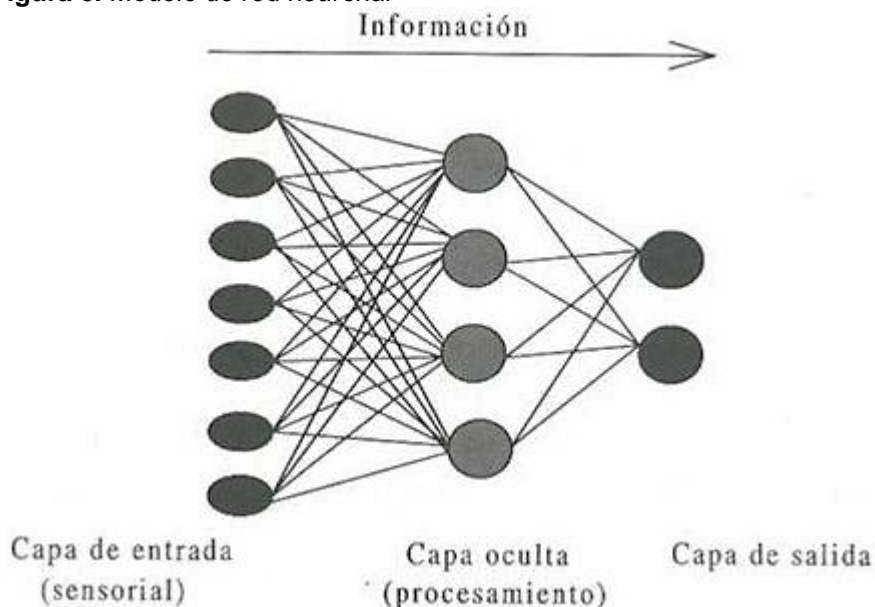 Información
Capa de entrada
(sensorial)
Capa oculta
(procesamiento)
Capa de salida